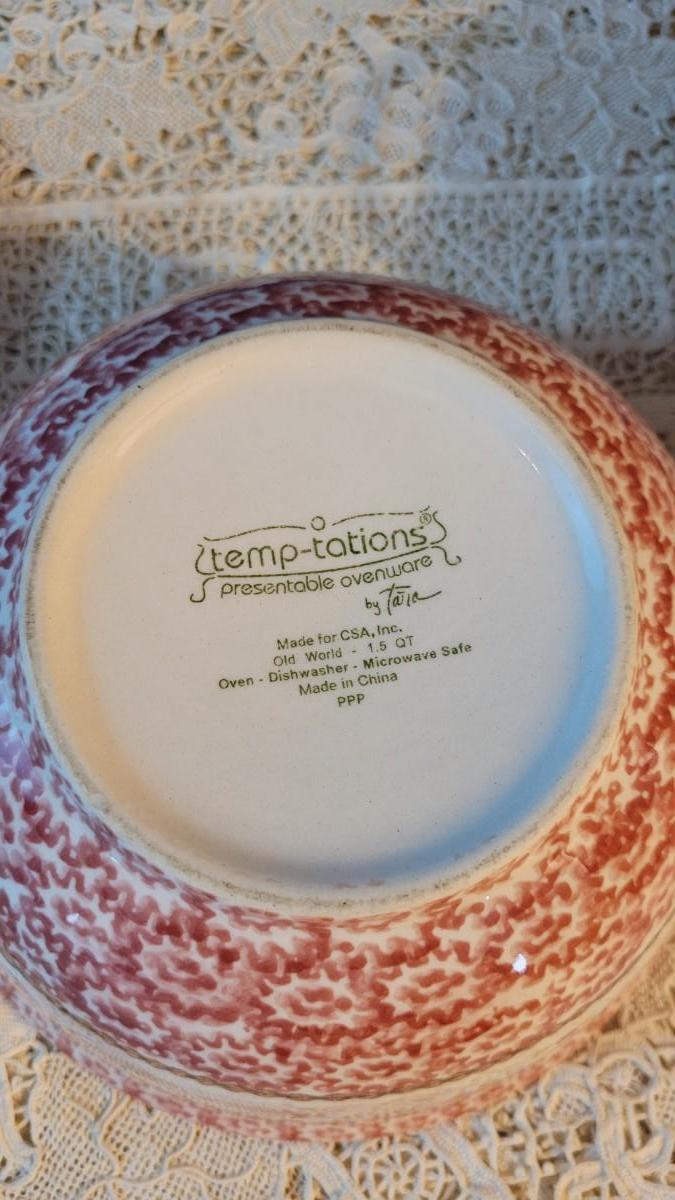 temp-tations®
presentable ovenware
by Tara
Made for CSA, Inc.
Old World - 1.5 QT
Oven - Dishwasher - Microwave Safe
Made in China
PPP